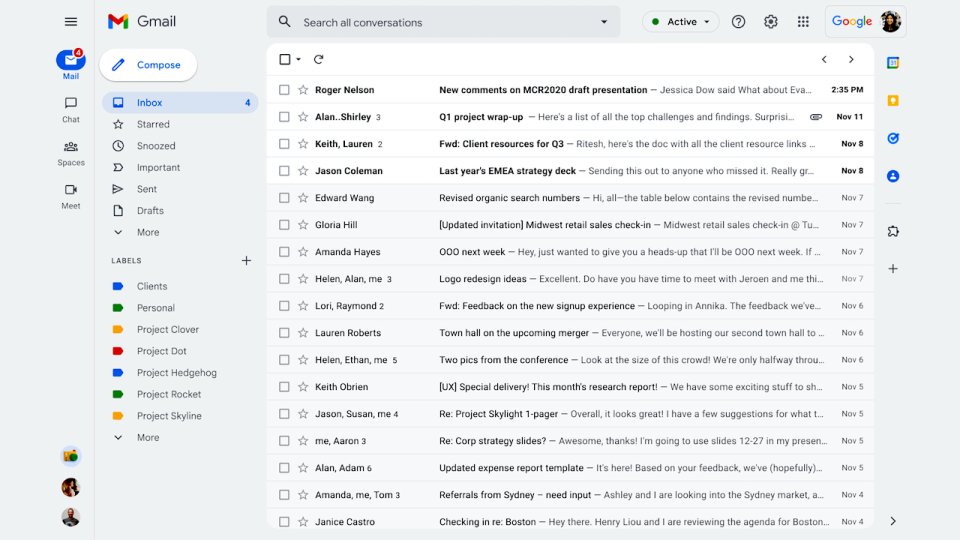 Gmail
Search all conversations
Active
Google
4
Mail
Chat
Spaces
Meet
Compose
Inbox 4
Starred
Snoozed
Important
Sent
Drafts
More
LABELS
Clients
Personal
Project Clover
Project Dot
Project Hedgehog
Project Rocket
Project Skyline
More
Roger Nelson New comments on MCR2020 draft presentation — Jessica Dow said What about Eva... 2:35 PM
Alan..Shirley 3 Q1 project wrap-up — Here's a list of all the top challenges and findings. Surprisi... Nov 11
Keith, Lauren 2 Fwd: Client resources for Q3 — Ritesh, here's the doc with all the client resource links ... Nov 8
Jason Coleman Last year's EMEA strategy deck — Sending this out to anyone who missed it. Really gr... Nov 8
Edward Wang Revised organic search numbers — Hi, all—the table below contains the revised numbe... Nov 7
Gloria Hill [Updated invitation] Midwest retail sales check-in — Midwest retail sales check-in @ Tu... Nov 7
Amanda Hayes OOO next week — Hey, just wanted to give you a heads-up that I'll be OOO next week. If ... Nov 7
Helen, Alan, me 3 Logo redesign ideas — Excellent. Do have you have time to meet with Jeroen and me thi... Nov 7
Lori, Raymond 2 Fwd: Feedback on the new signup experience — Looping in Annika. The feedback we've... Nov 6
Lauren Roberts Town hall on the upcoming merger — Everyone, we'll be hosting our second town hall to ... Nov 6
Helen, Ethan, me 5 Two pics from the conference — Look at the size of this crowd! We're only halfway throu... Nov 6
Keith Obrien [UX] Special delivery! This month's research report! — We have some exciting stuff to sh... Nov 5
Jason, Susan, me 4 Re: Project Skylight 1-pager — Overall, it looks great! I have a few suggestions for what t... Nov 5
me, Aaron 3 Re: Corp strategy slides? — Awesome, thanks! I'm going to use slides 12-27 in my presen... Nov 5
Alan, Adam 6 Updated expense report template — It's here! Based on your feedback, we've (hopefully)... Nov 5
Amanda, me, Tom 3 Referrals from Sydney – need input — Ashley and I are looking into the Sydney market, a... Nov 4
Janice Castro Checking in re: Boston — Hey there. Henry Liou and I are reviewing the agenda for Boston... Nov 4